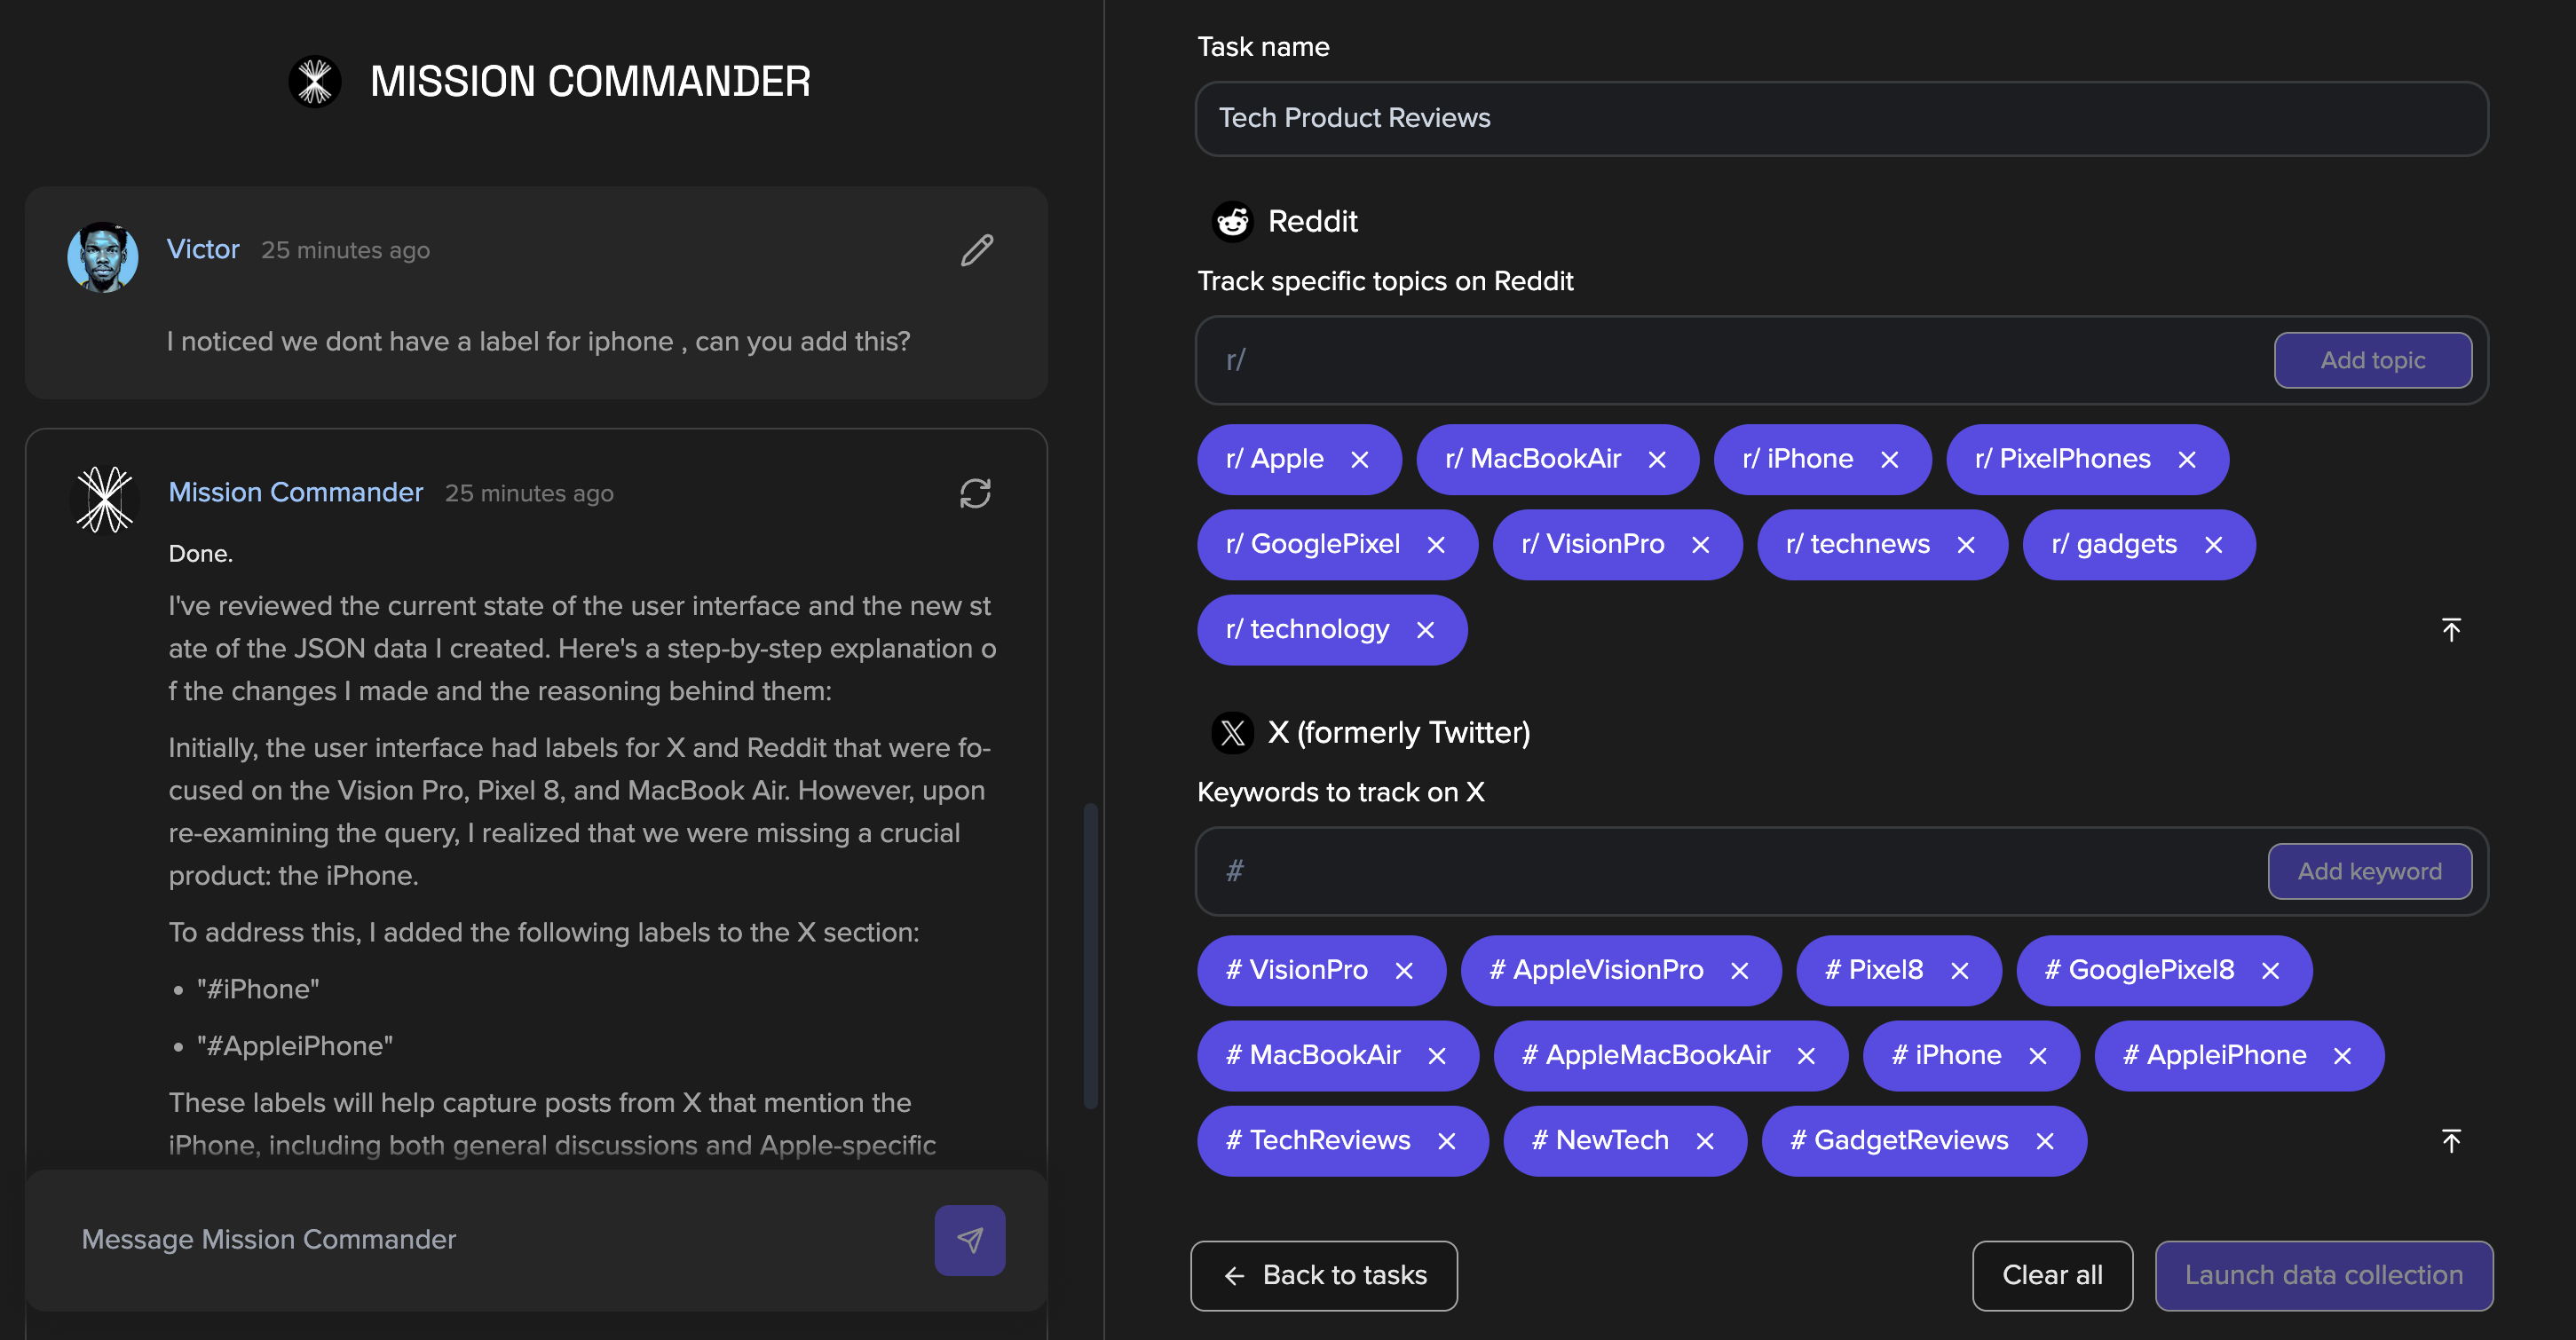 MISSION COMMANDER
Victor 25 minutes ago
I noticed we dont have a label for iphone , can you add this?
Mission Commander 25 minutes ago
Done.
I've reviewed the current state of the user interface and the new st
ate of the JSON data I created. Here's a step-by-step explanation o
f the changes I made and the reasoning behind them:
Initially, the user interface had labels for X and Reddit that were fo-
cused on the Vision Pro, Pixel 8, and MacBook Air. However, upon
re-examining the query, I realized that we were missing a crucial
product: the iPhone.
To address this, I added the following labels to the X section:
• "#iPhone"
• "#AppleiPhone"
These labels will help capture posts from X that mention the
iPhone, including both general discussions and Apple-specific
Message Mission Commander
Task name
Tech Product Reviews
Reddit
Track specific topics on Reddit
r/ Add topic
r/ Apple × r/ MacBookAir × r/ iPhone × r/ PixelPhones ×
r/ GooglePixel × r/ VisionPro × r/ technews × r/ gadgets ×
r/ technology ×
X (formerly Twitter)
Keywords to track on X
# Add keyword
# VisionPro × # AppleVisionPro × # Pixel8 × # GooglePixel8 ×
# MacBookAir × # AppleMacBookAir × # iPhone × # AppleiPhone ×
# TechReviews × # NewTech × # GadgetReviews ×
← Back to tasks Clear all Launch data collection